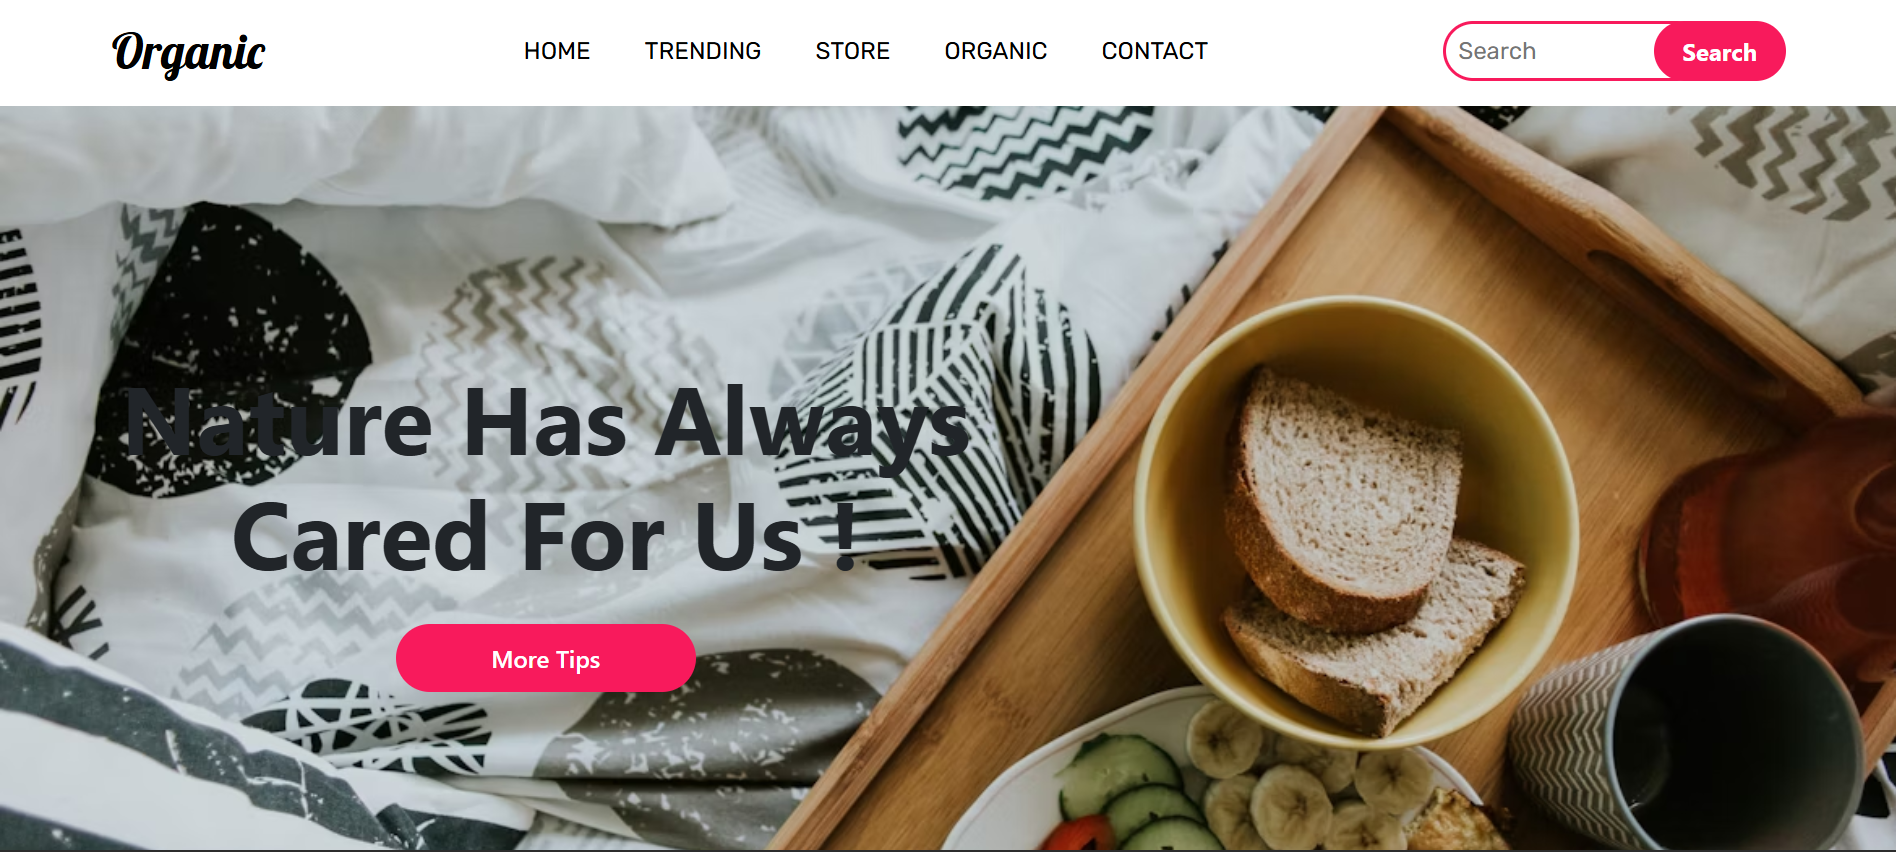 Organic
HOME TRENDING STORE ORGANIC CONTACT
Search
Search
Nature Has Always
Cared For Us !
More Tips